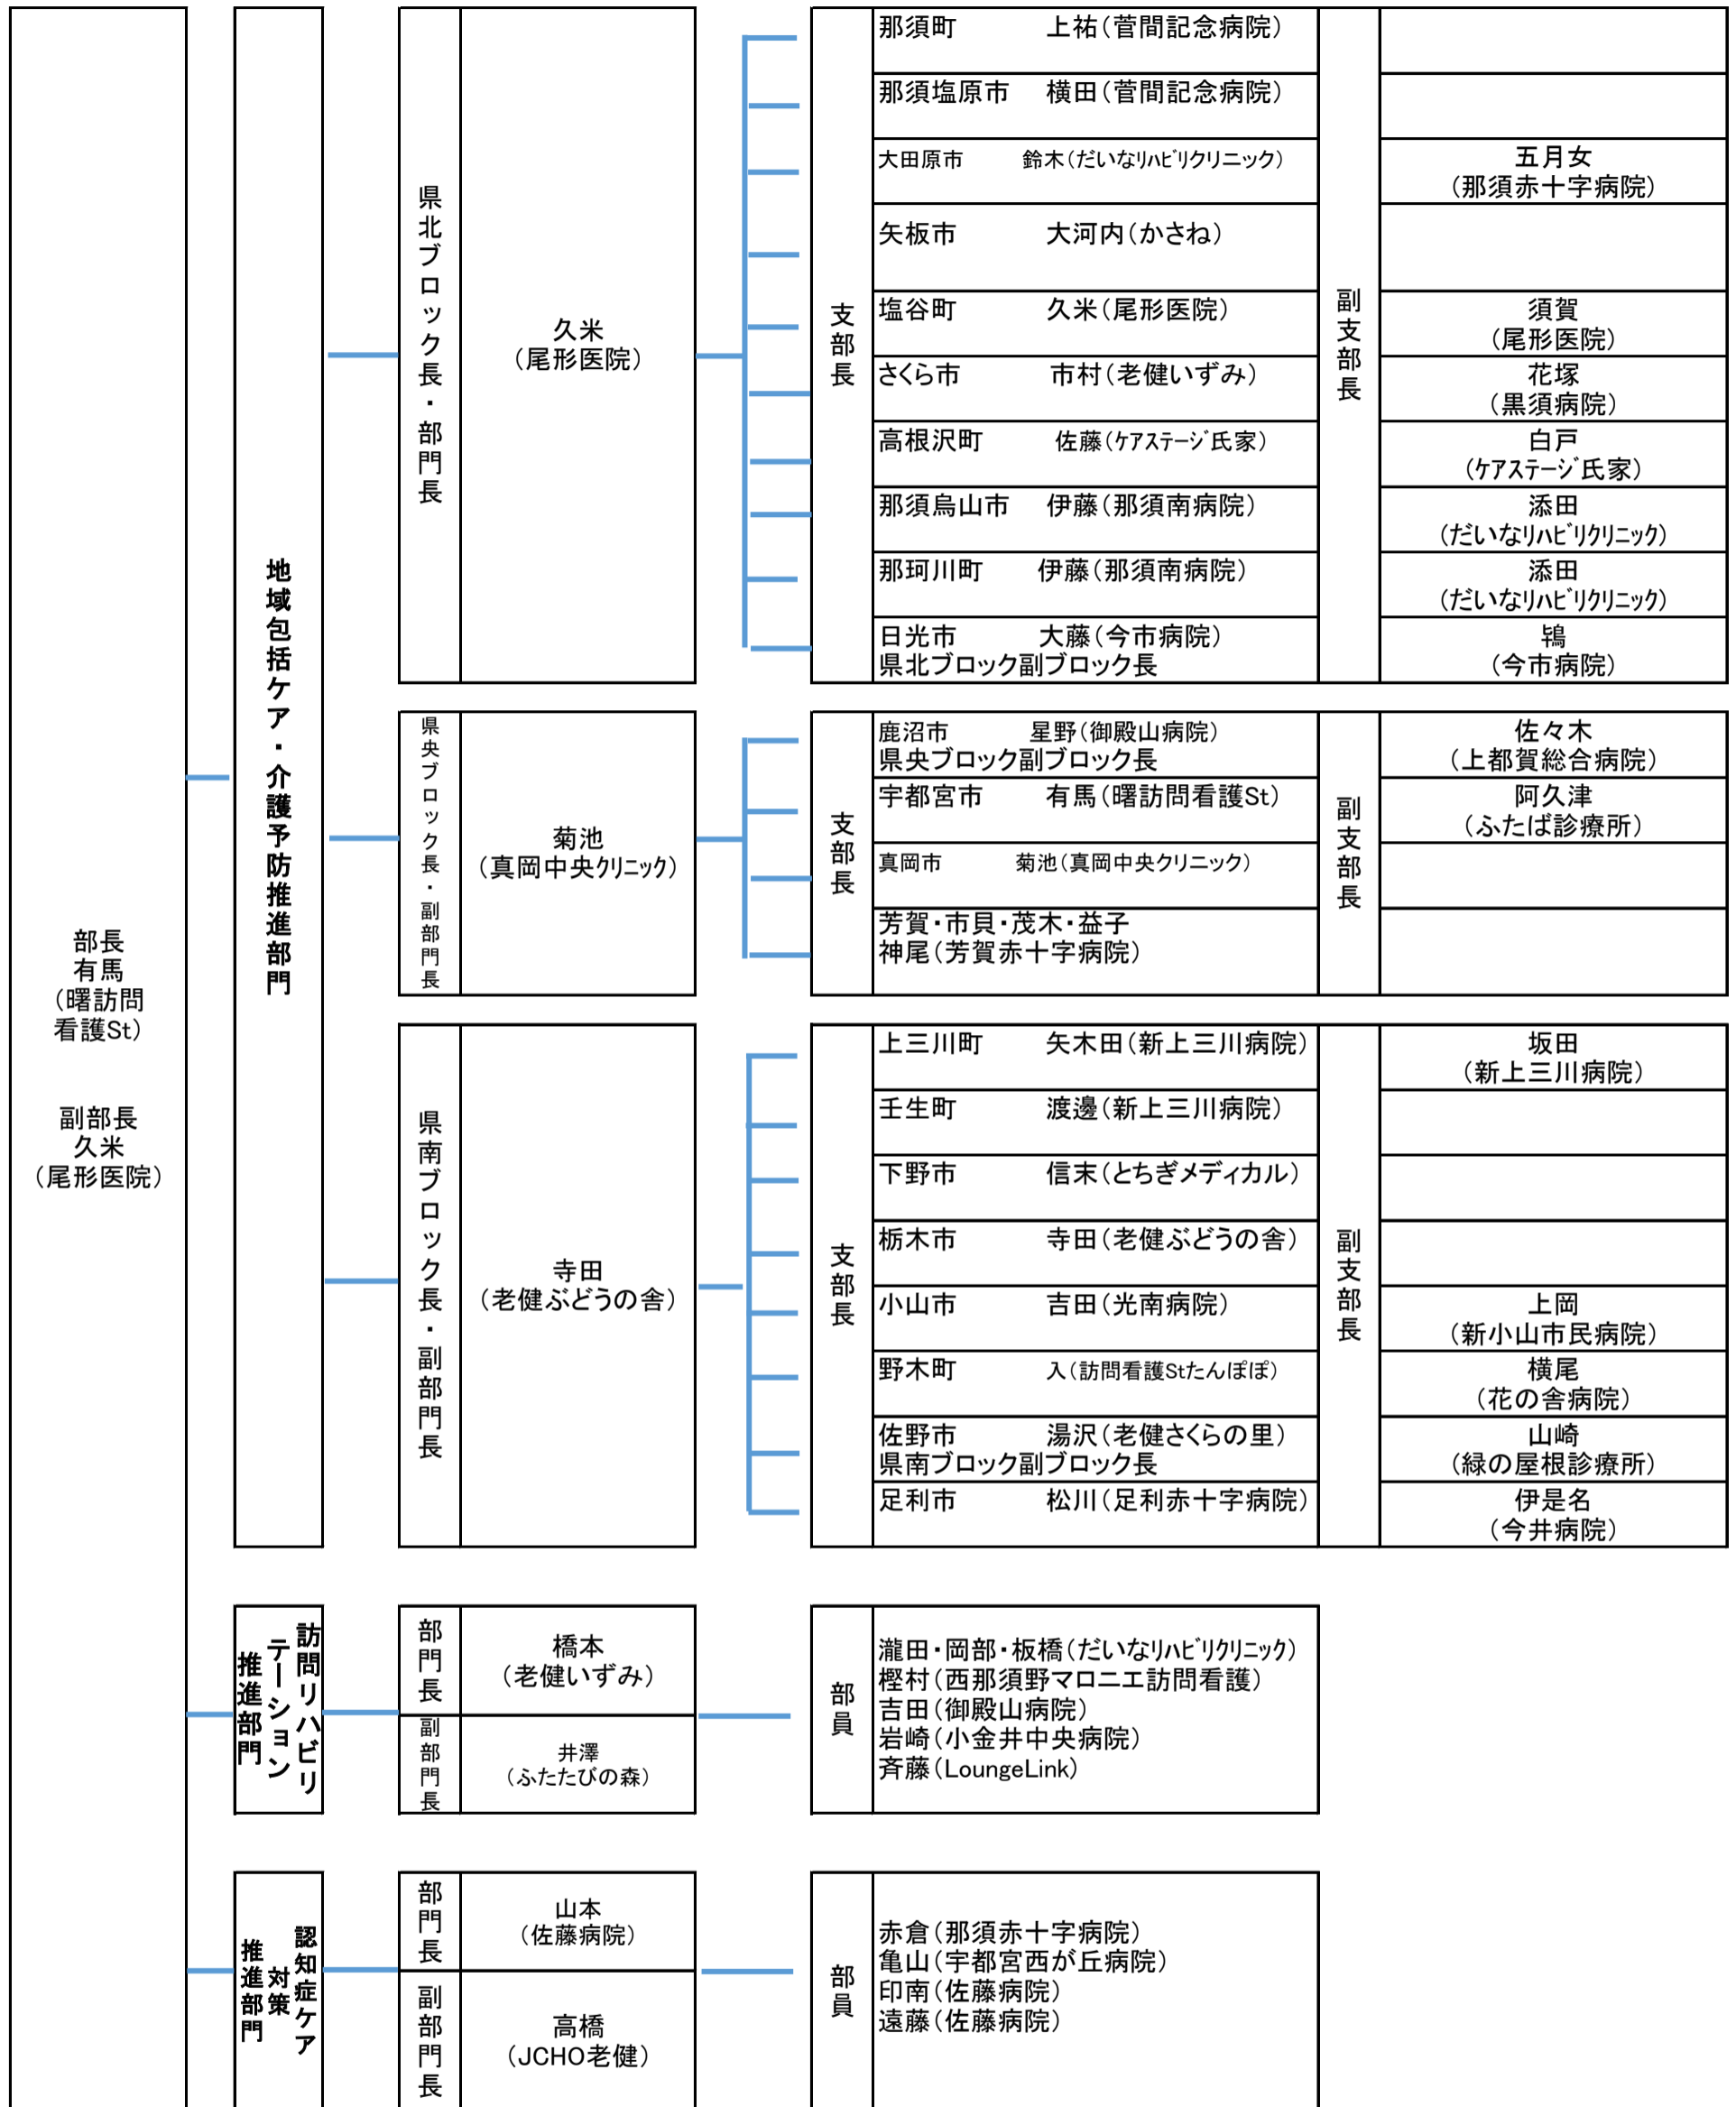 部長
有馬
（曙訪問
看護St）
副部長
久米
（尾形医院）
地域包括ケア・介護予防推進部門
県北ブロック長・部門長
久米
（尾形医院）
支部長
那須町 上祐（菅間記念病院）
那須塩原市 横田（菅間記念病院）
大田原市 鈴木（だいなﾘﾊﾋﾞﾘクリニック）
矢板市 大河内（かさね）
塩谷町 久米（尾形医院）
さくら市 市村（老健いずみ）
高根沢町 佐藤（ｹｱｽﾃｰｼﾞ氏家）
那須烏山市 伊藤（那須南病院）
那珂川町 伊藤（那須南病院）
日光市 大藤（今市病院）
県北ブロック副ブロック長
副支部長
五月女
（那須赤十字病院）
須賀
（尾形医院）
花塚
（黒須病院）
白戸
（ｹｱｽﾃｰｼﾞ氏家）
添田
（だいなﾘﾊﾋﾞﾘｸﾘﾆｯｸ）
添田
（だいなﾘﾊﾋﾞﾘｸﾘﾆｯｸ）
（今市病院）
県央ブロック長・副部門長
菊池
（真岡中央ｸﾘﾆｯｸ）
支部長
鹿沼市 星野（御殿山病院）
県央ブロック副ブロック長
宇都宮市 有馬（曙訪問看護St）
真岡市 菊池（真岡中央クリニック）
芳賀・市貝・茂木・益子
神尾（芳賀赤十字病院）
副支部長
佐々木
（上都賀総合病院）
阿久津
（ふたば診療所）
県南ブロック長・副部門長
寺田
（老健ぶどうの舎）
支部長
上三川町 矢木田（新上三川病院）
壬生町 渡邊（新上三川病院）
下野市 信末（とちぎメディカル）
栃木市 寺田（老健ぶどうの舎）
小山市 吉田（光南病院）
野木町 入（訪問看護Stたんぽぽ）
佐野市 湯沢（老健さくらの里）
県南ブロック副ブロック長
足利市 松川（足利赤十字病院）
副支部長
坂田
（新上三川病院）
上岡
（新小山市民病院）
横尾
（花の舎病院）
山崎
（緑の屋根診療所）
伊是名
（今井病院）
訪問リハビリ
テーション
推進部門
部門長
橋本
（老健いずみ）
副部門長
井澤
（ふたたびの森）
部員
瀧田・岡部・板橋（だいなﾘﾊﾋﾞﾘクリニック）
樫村（西那須野マロニエ訪問看護）
吉田（御殿山病院）
岩崎（小金井中央病院）
斉藤（LoungeLink）
認知症ケア
対策
推進部門
部門長
山本
（佐藤病院）
副部門長
高橋
（JCHO老健）
部員
赤倉（那須赤十字病院）
亀山（宇都宮西が丘病院）
印南（佐藤病院）
遠藤（佐藤病院）